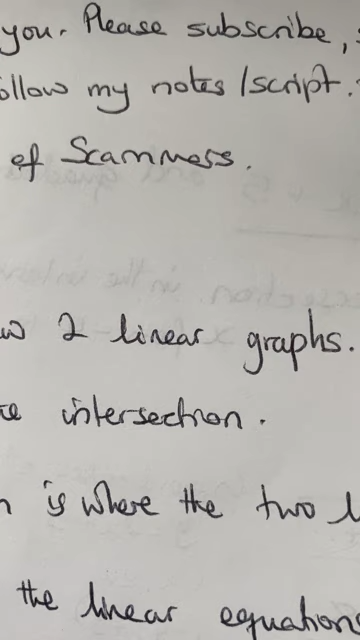 you. Please subscribe,
ollow my notes / script.
of Scamness.
w 2 linear graphs.
intersection.
is where the two l
the linear equations